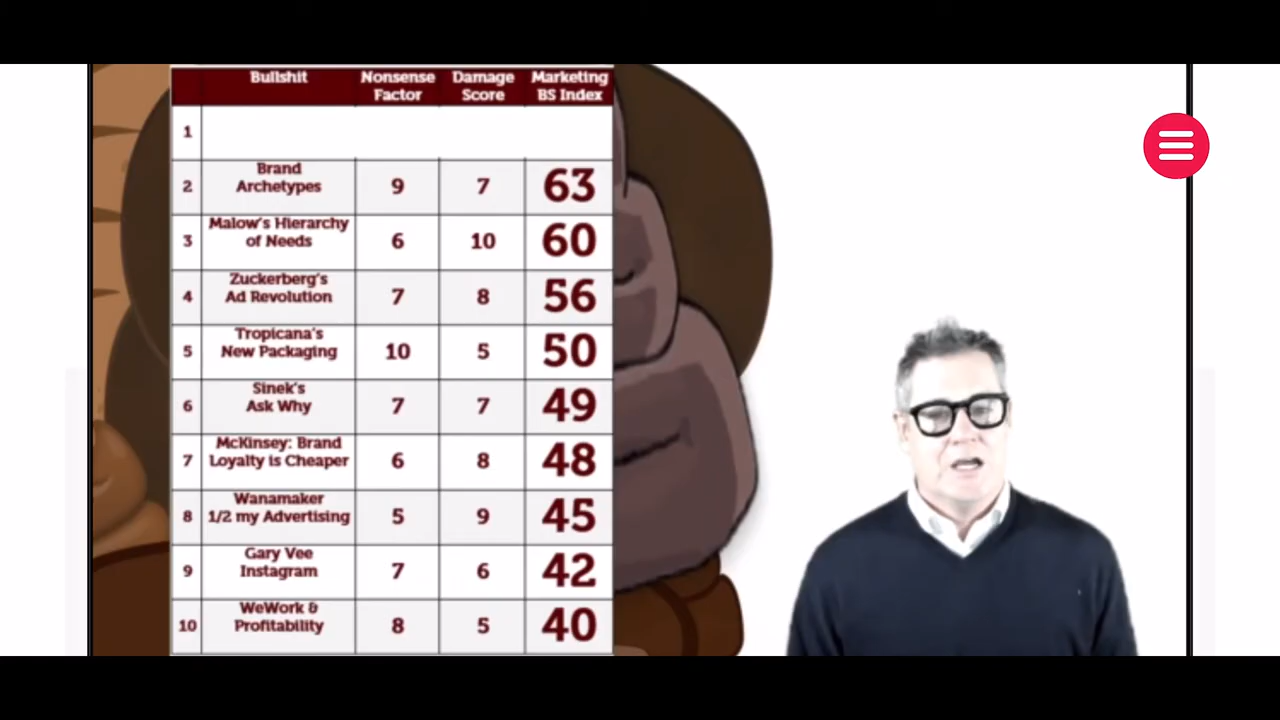 Bullshit Nonsense Factor Damage Score Marketing BS Index
1
2 Brand Archetypes 9 7 63
3 Malow's Hierarchy of Needs 6 10 60
4 Zuckerberg's Ad Revolution 7 8 56
5 Tropicana's New Packaging 10 5 50
6 Sinek's Ask Why 7 7 49
7 McKinsey: Brand Loyalty is Cheaper 6 8 48
8 Wanamaker 1/2 my Advertising 5 9 45
9 Gary Vee Instagram 7 6 42
10 WeWork & Profitability 8 5 40